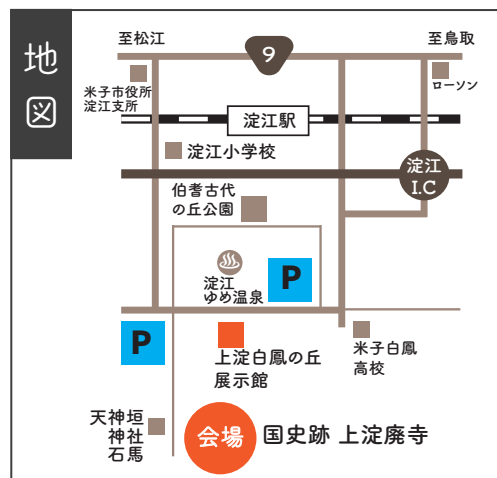 地図
至松江
9
至鳥取
米子市役所
淀江支所
ローソン
淀江駅
淀江小学校
淀江
I.C
伯耆古代
の丘公園
淀江
ゆめ温泉
P
P
上淀白鳳の丘
展示館
米子白鳳
高校
天神垣
神社
石馬
会場
国史跡 上淀廃寺